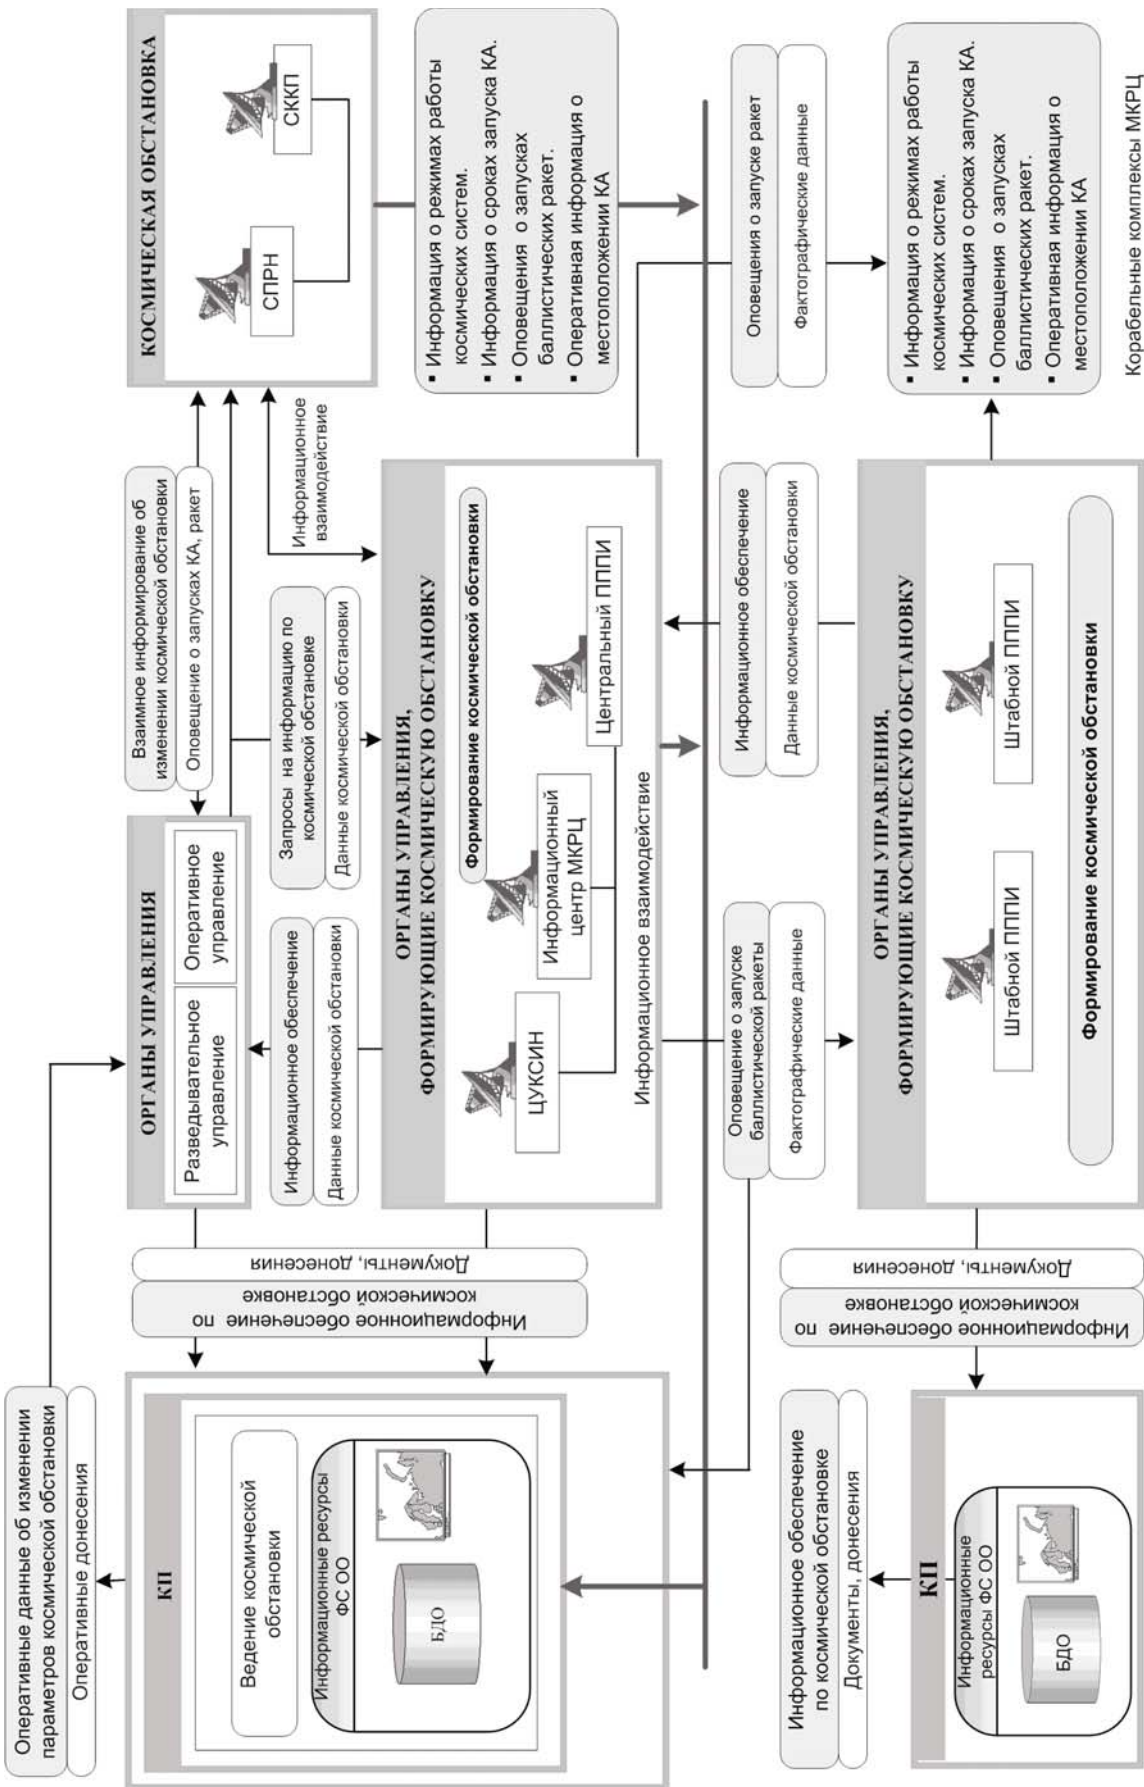 Оперативные данные об изменении
параметров космической обстановки
Оперативные донесения
КП
Ведение космической
обстановки
Информационные ресурсы
ФС ОО
БДО
Информационное обеспечение по
космической обстановке
Документы, донесения
ОРГАНЫ УПРАВЛЕНИЯ
Разведывательное
управление
Оперативное
управление
Взаимное информирование об
изменении космической обстановки
Оповещение о запусках КА, ракет
КОСМИЧЕСКАЯ ОБСТАНОВКА
СПРН
СККП
Информационное обеспечение
Данные космической обстановки
Запросы на информацию по
космической обстановке
Данные космической обстановки
Информационное
взаимодействие
ОРГАНЫ УПРАВЛЕНИЯ,
ФОРМИРУЮЩИЕ КОСМИЧЕСКУЮ ОБСТАНОВКУ
Формирование космической обстановки
ЦУКСИН
Информационный
центр МКРЦ
Центральный ПППИ
Информационное взаимодействие
▪ Информация о режимах работы
космических систем.
▪ Информация о сроках запуска КА.
▪ Оповещения о запусках
баллистических ракет.
▪ Оперативная информация о
местоположении КА
Оповещение о запуске
баллистической ракеты
Фактографические данные
Информационное обеспечение
Данные космической обстановки
Оповещения о запуске ракет
Фактографические данные
Информационное обеспечение
по космической обстановке
Документы, донесения
КП
Информационные
ресурсы ФС ОО
БДО
Информационное обеспечение по
космической обстановке
Документы, донесения
ОРГАНЫ УПРАВЛЕНИЯ,
ФОРМИРУЮЩИЕ КОСМИЧЕСКУЮ ОБСТАНОВКУ
Штабной ПППИ
Штабной ПППИ
Формирование космической обстановки
▪ Информация о режимах работы
космических систем.
▪ Информация о сроках запуска КА.
▪ Оповещения о запусках
баллистических ракет.
▪ Оперативная информация о
местоположении КА
Корабельные комплексы МКРЦ